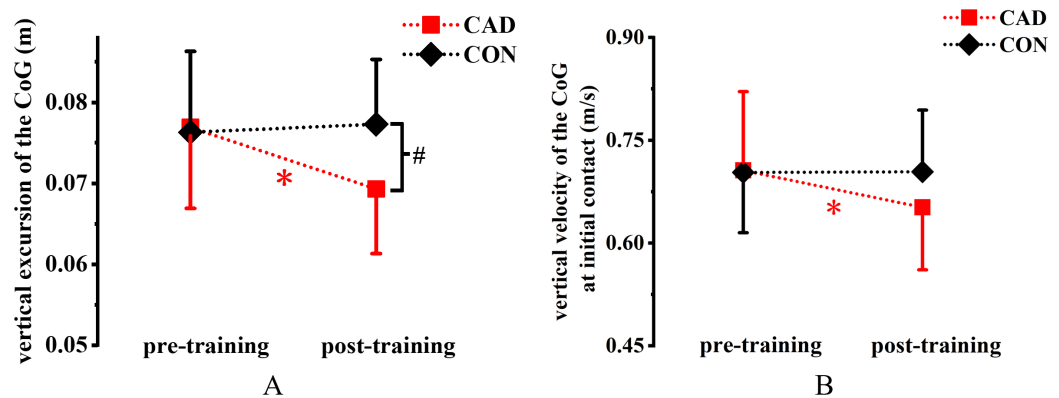 CAD
CON
vertical excursion of the CoG (m)
0.08
0.07
0.06
0.05
*
#
pre-training
post-training
A
CAD
CON
vertical velocity of the CoG
at initial contact (m/s)
0.90
0.75
0.60
0.45
*
pre-training
post-training
B